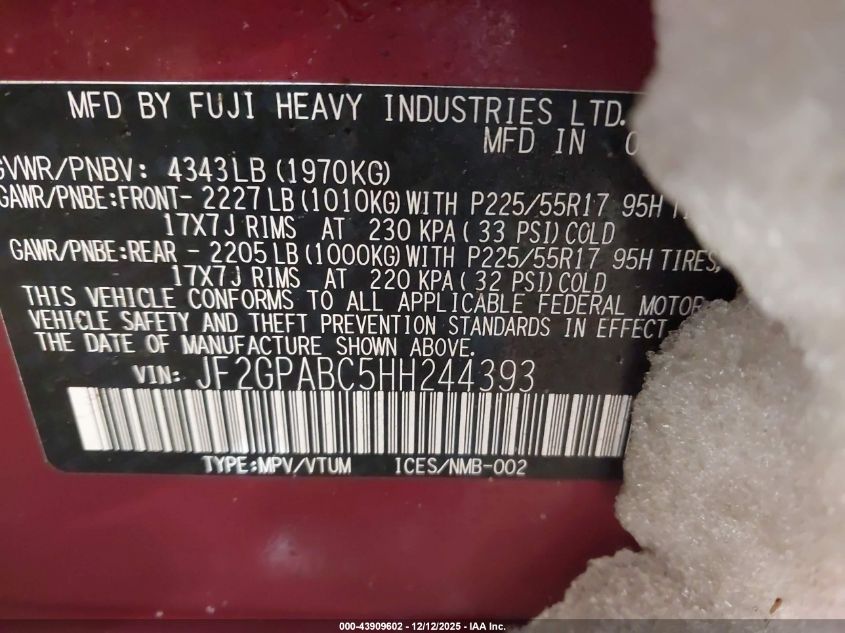 MFD BY FUJI HEAVY INDUSTRIES LTD.
MFD IN
GVWR/PNBV: 4343LB (1970KG)
GAWR/PNBE:FRONT- 2227 LB (1010KG) WITH P225/55R17 95H
17X7J RIMS AT 230 KPA ( 33 PSI) COLD
GAWR/PNBE:REAR - 2205 LB (1000KG) WITH P225/55R17 95H TIRES,
17X7J RIMS AT 220 KPA ( 32 PSI) COLD
THIS VEHICLE CONFORMS TO ALL APPLICABLE FEDERAL MOTOR
VEHICLE SAFETY AND THEFT PREVENTION STANDARDS IN EFFECT
THE DATE OF MANUFACTURE SHOWN ABOVE.
VIN: JF2GPABC5HH244393
TYPE:MPV/VTUM ICES/NMB-002
000-43909602 - 12/12/2025 - IAA Inc.